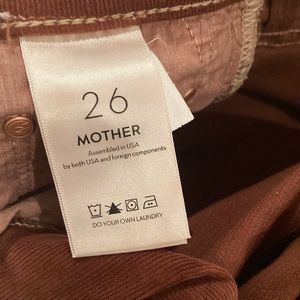 26
MOTHER
Assembled in USA
by both USA and foreign components
DO YOUR OWN LAUNDRY